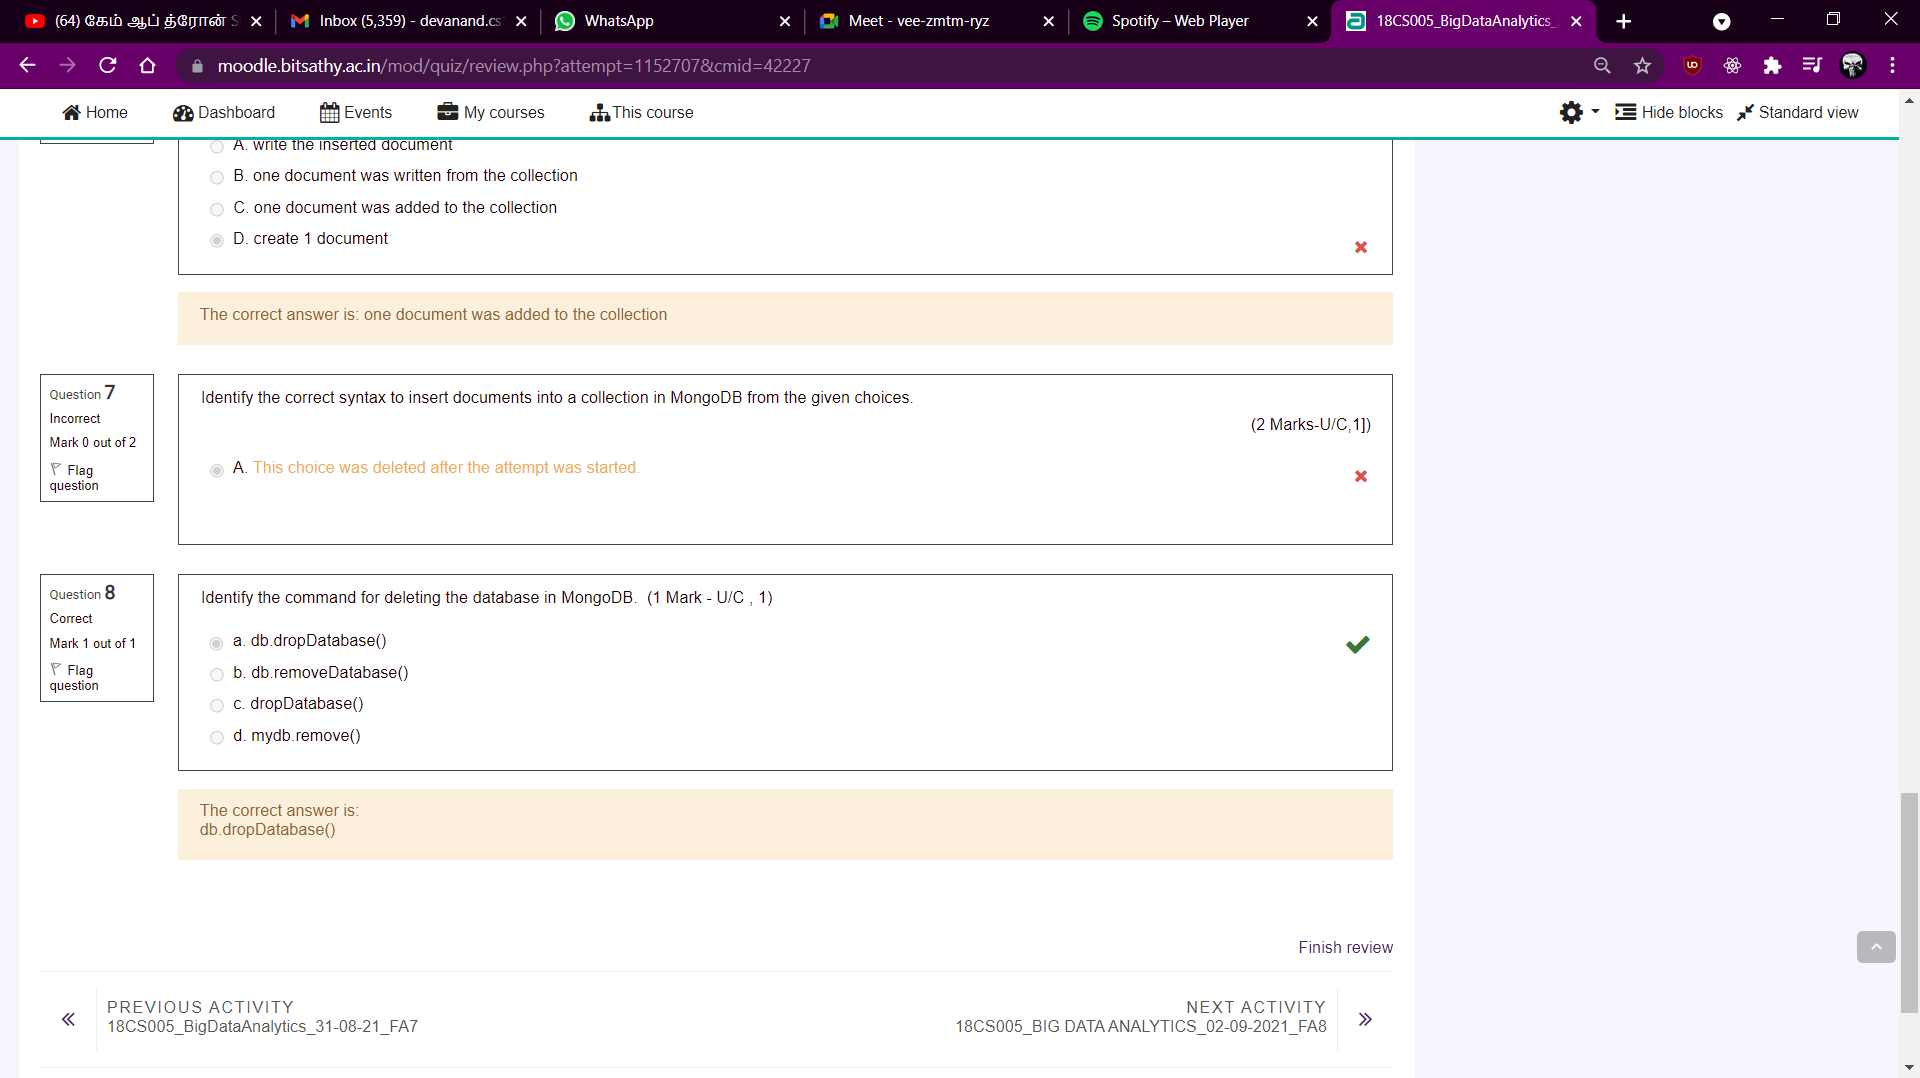 (64) கேம் ஆப் த்ரோன் S
Inbox (5,359) - devanand.cs
WhatsApp
Meet - vee-zmtm-ryz
Spotify – Web Player
18CS005_BigDataAnalytics_
moodle.bitsathy.ac.in/mod/quiz/review.php?attempt=1152707&cmid=42227
Home
Dashboard
Events
My courses
This course
Hide blocks
Standard view
A. write the inserted document
B. one document was written from the collection
C. one document was added to the collection
D. create 1 document
The correct answer is: one document was added to the collection
Question 7
Incorrect
Mark 0 out of 2
Flag
question
Identify the correct syntax to insert documents into a collection in MongoDB from the given choices.
(2 Marks-U/C,1])
A. This choice was deleted after the attempt was started.
Question 8
Correct
Mark 1 out of 1
Flag
question
Identify the command for deleting the database in MongoDB.  (1 Mark - U/C , 1)
a. db.dropDatabase()
b. db.removeDatabase()
c. dropDatabase()
d. mydb.remove()
The correct answer is:
db.dropDatabase()
Finish review
PREVIOUS ACTIVITY
18CS005_BigDataAnalytics_31-08-21_FA7
NEXT ACTIVITY
18CS005_BIG DATA ANALYTICS_02-09-2021_FA8